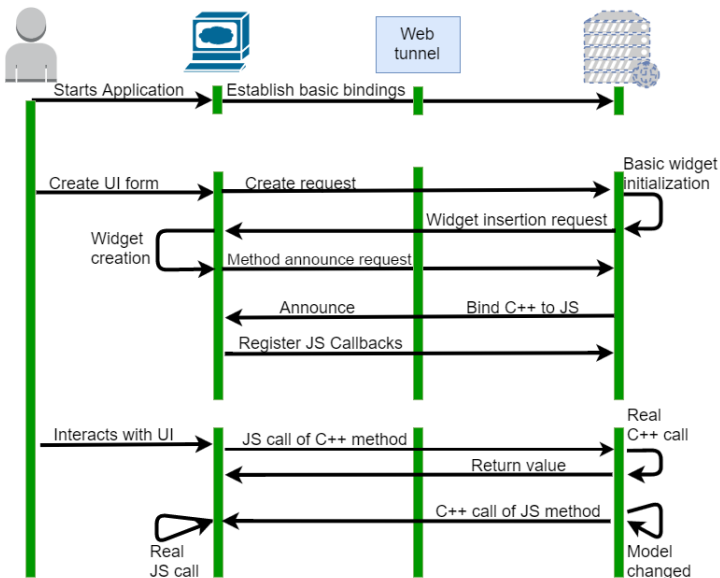 Web
tunnel
Starts Application
Establish basic bindings
Basic widget
initialization
Create UI form
Create request
Widget insertion request
Widget
creation
Method announce request
Announce
Bind C++ to JS
Register JS Callbacks
Real
C++ call
Interacts with UI
JS call of C++ method
Return value
C++ call of JS method
Real
JS call
Model
changed